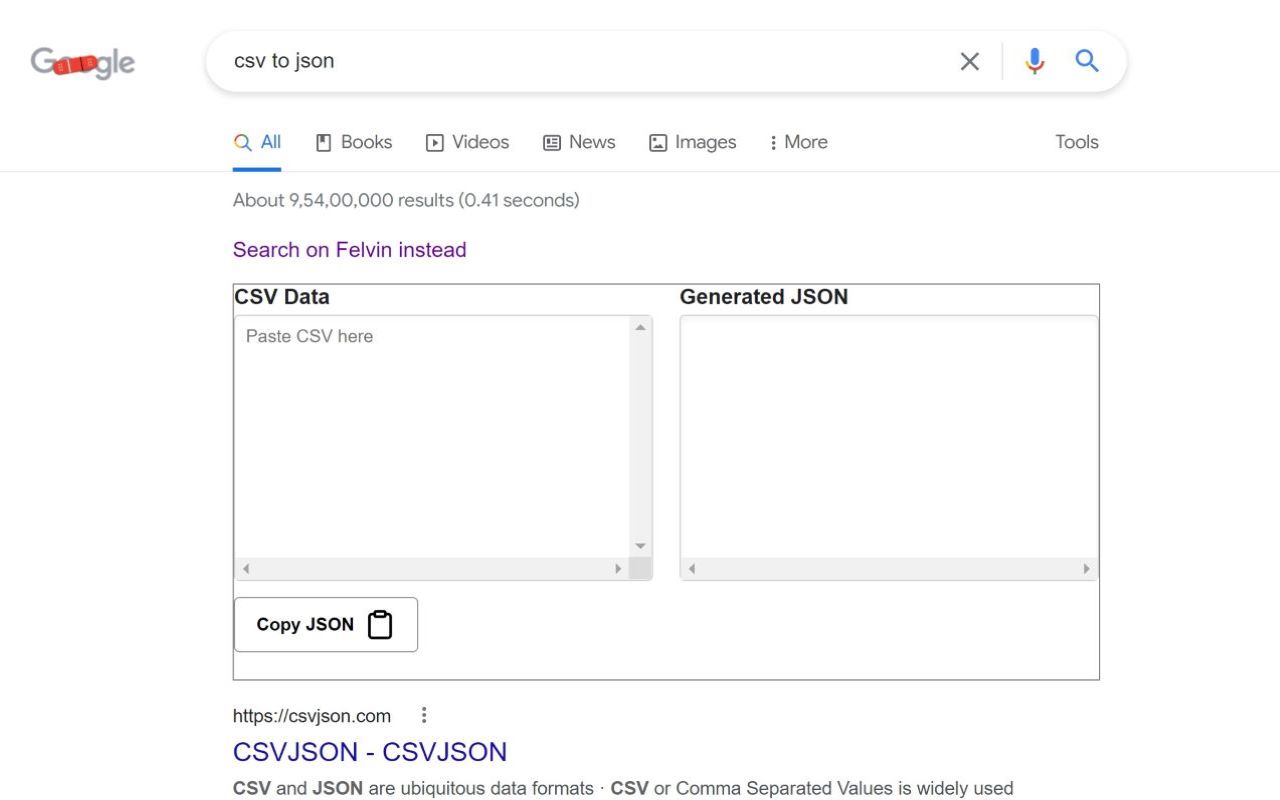 Google
csv to json
All Books Videos News Images More Tools
About 9,54,00,000 results (0.41 seconds)
Search on Felvin instead
CSV Data Generated JSON
Paste CSV here
Copy JSON
https://csvjson.com
CSVJSON - CSVJSON
CSV and JSON are ubiquitous data formats · CSV or Comma Separated Values is widely used